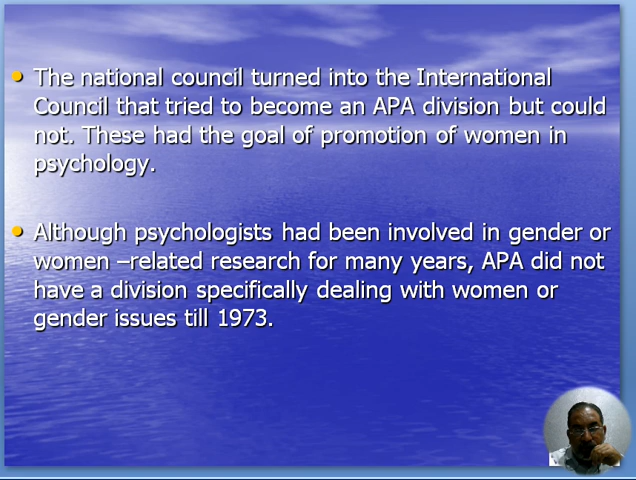 The national council turned into the International
Council that tried to become an APA division but could
not. These had the goal of promotion of women in
psychology.
Although psychologists had been involved in gender or
women –related research for many years, APA did not
have a division specifically dealing with women or
gender issues till 1973.